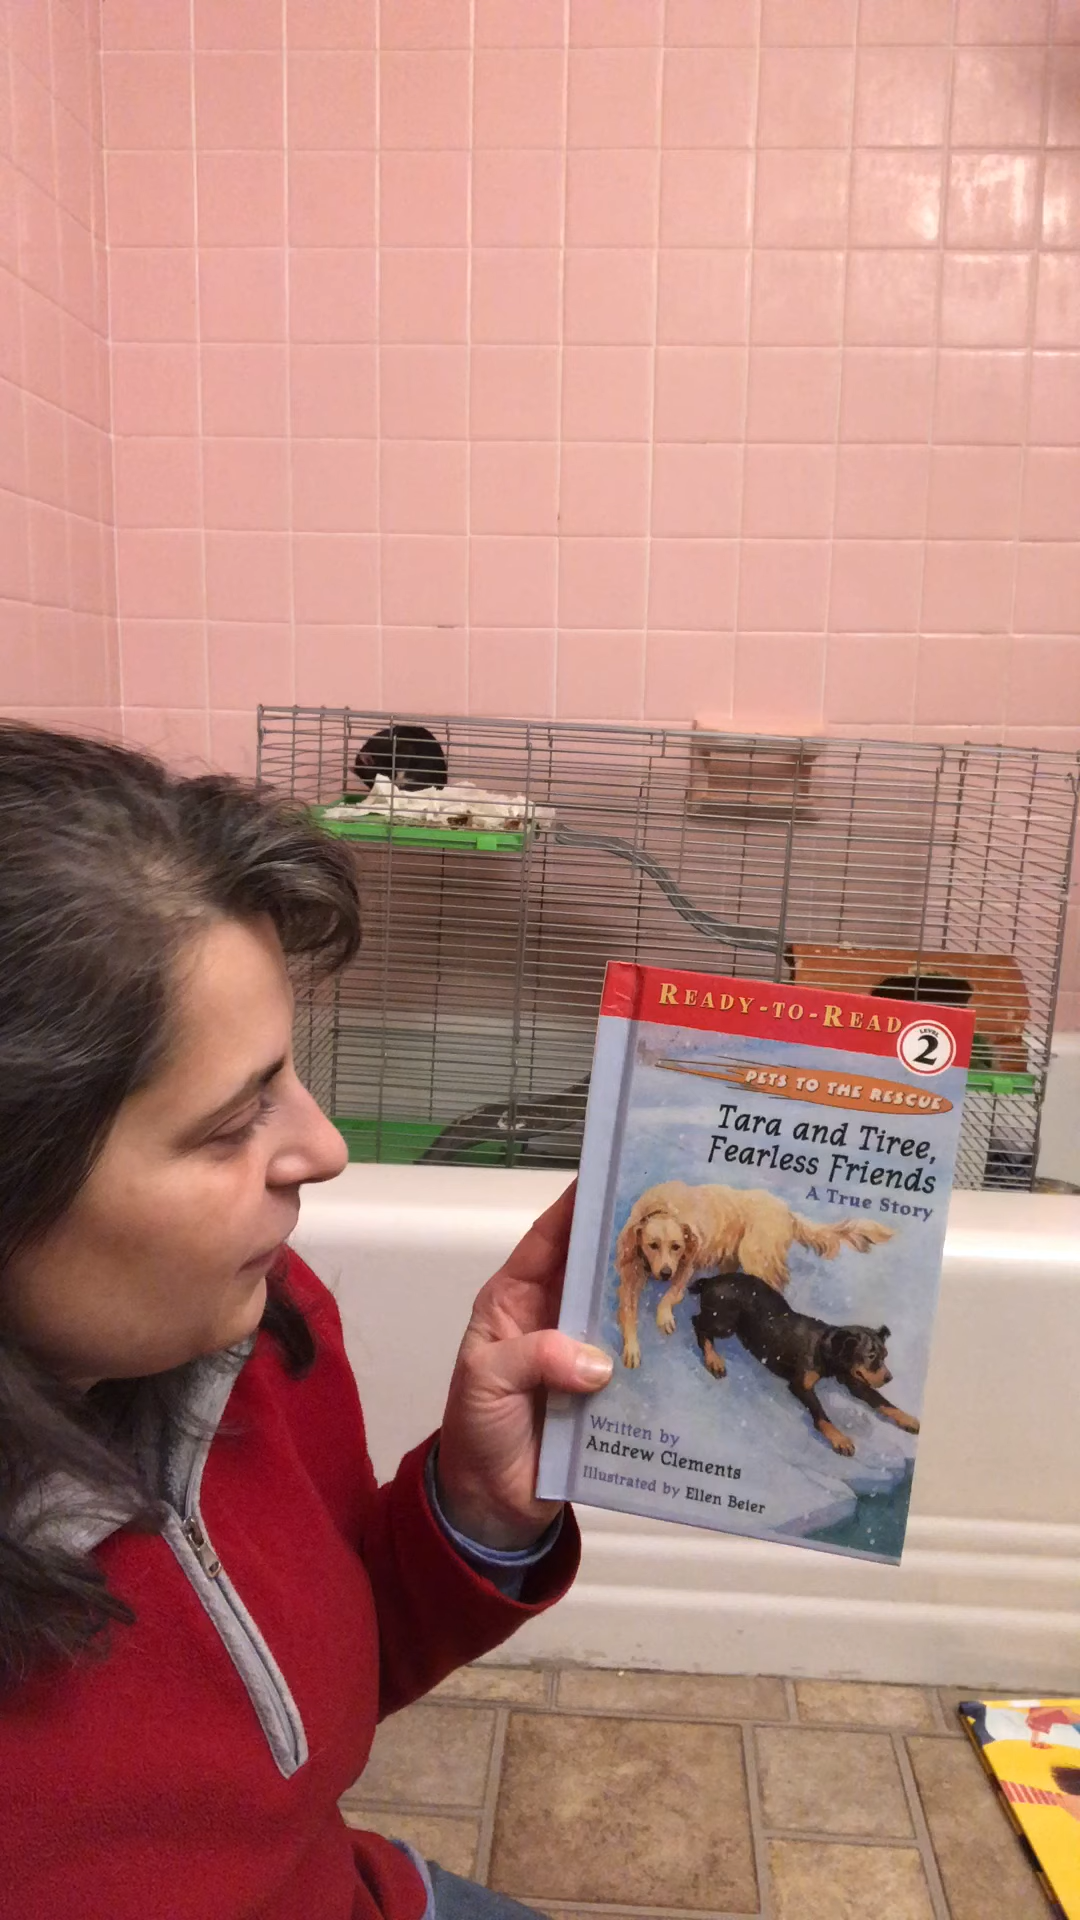 READY-TO-READ
LEVEL
2
PETS TO THE RESCUE
Tara and Tiree,
Fearless Friends
A True Story
Written by
Andrew Clements
Illustrated by Ellen Beier